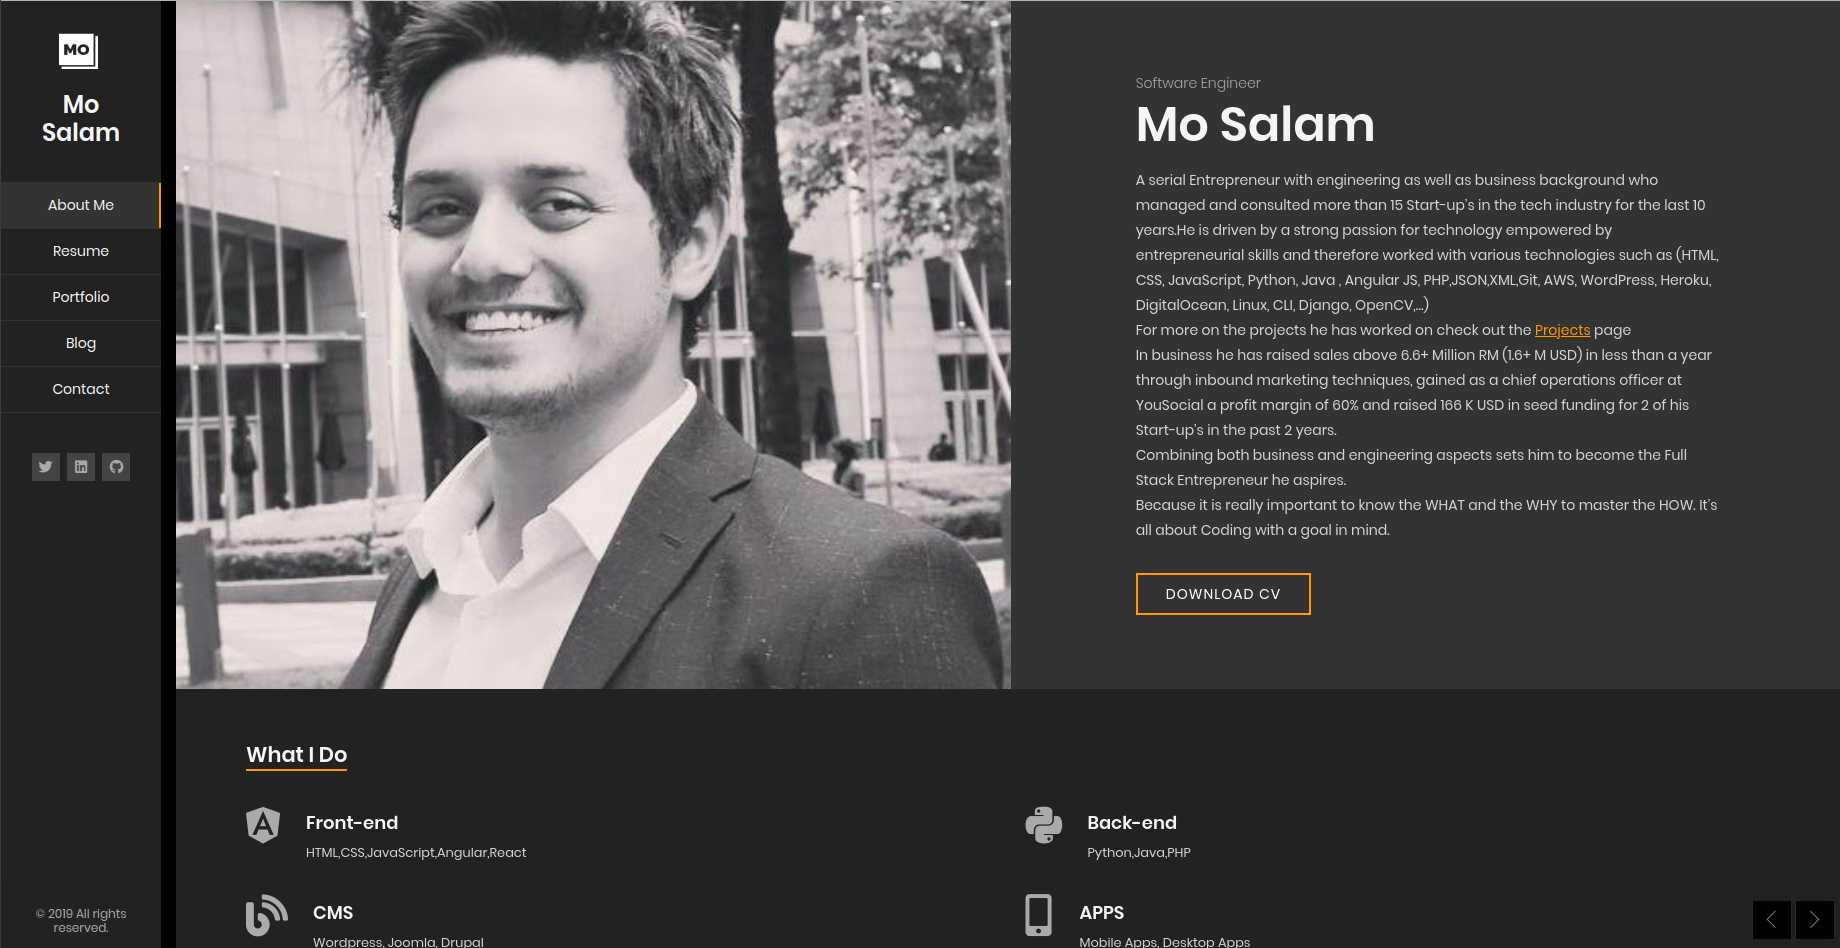 MO
Mo
Salam
About Me
Resume
Portfolio
Blog
Contact
© 2019 All rights
reserved.
Software Engineer
Mo Salam
A serial Entrepreneur with engineering as well as business background who
managed and consulted more than 15 Start-up's in the tech industry for the last 10
years.He is driven by a strong passion for technology empowered by
entrepreneurial skills and therefore worked with various technologies such as (HTML,
CSS, JavaScript, Python, Java , Angular JS, PHP,JSON,XML,Git, AWS, WordPress, Heroku,
DigitalOcean, Linux, CLI, Django, OpenCV,...)
For more on the projects he has worked on check out the Projects page
In business he has raised sales above 6.6+ Million RM (1.6+ M USD) in less than a year
through inbound marketing techniques, gained as a chief operations officer at
YouSocial a profit margin of 60% and raised 166 K USD in seed funding for 2 of his
Start-up's in the past 2 years.
Combining both business and engineering aspects sets him to become the Full
Stack Entrepreneur he aspires.
Because it is really important to know the WHAT and the WHY to master the HOW. It's
all about Coding with a goal in mind.
DOWNLOAD CV
What I Do
Front-end
HTML,CSS,JavaScript,Angular,React
Back-end
Python,Java,PHP
CMS
Wordpress, Joomla, Drupal
APPS
Mobile Apps, Desktop Apps